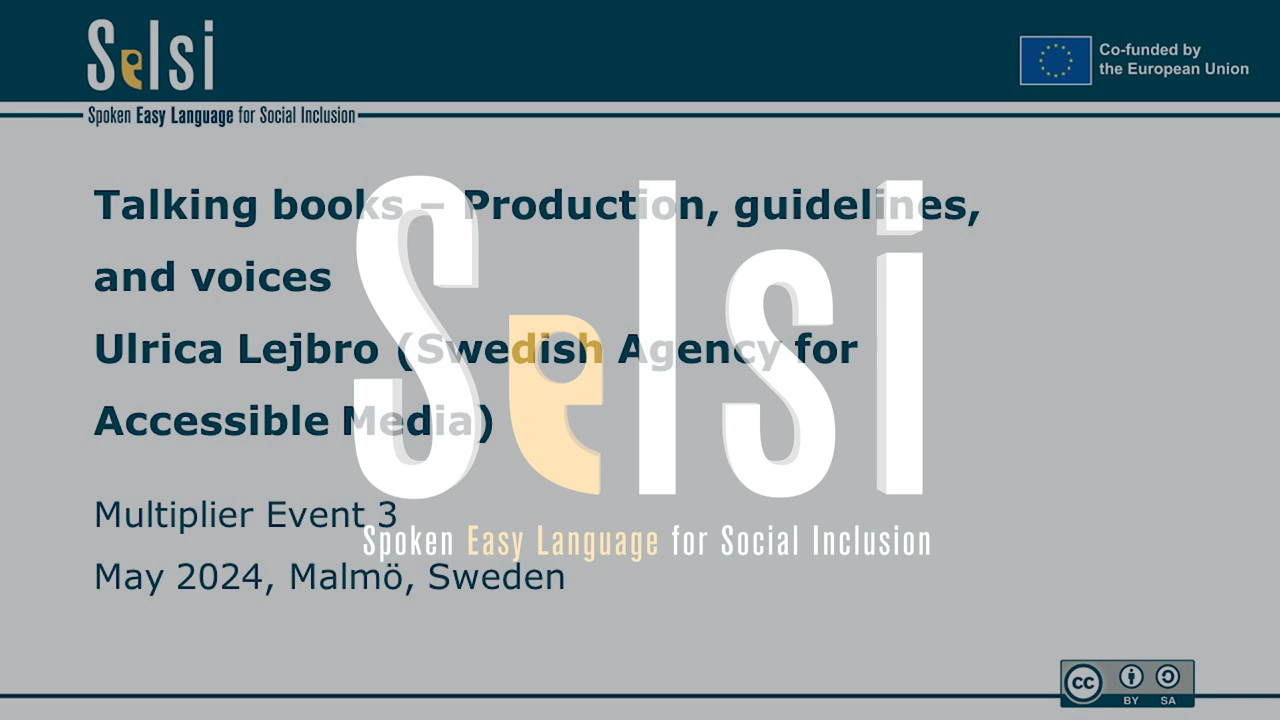 Selsi
Spoken Easy Language for Social Inclusion
Co-funded by
the European Union
Talking books – Production, guidelines,
and voices
Ulrica Lejbro (Swedish Agency for
Accessible Media)
Selsi
Multiplier Event 3
Spoken Easy Language for Social Inclusion
May 2024, Malmö, Sweden
cc
BY SA